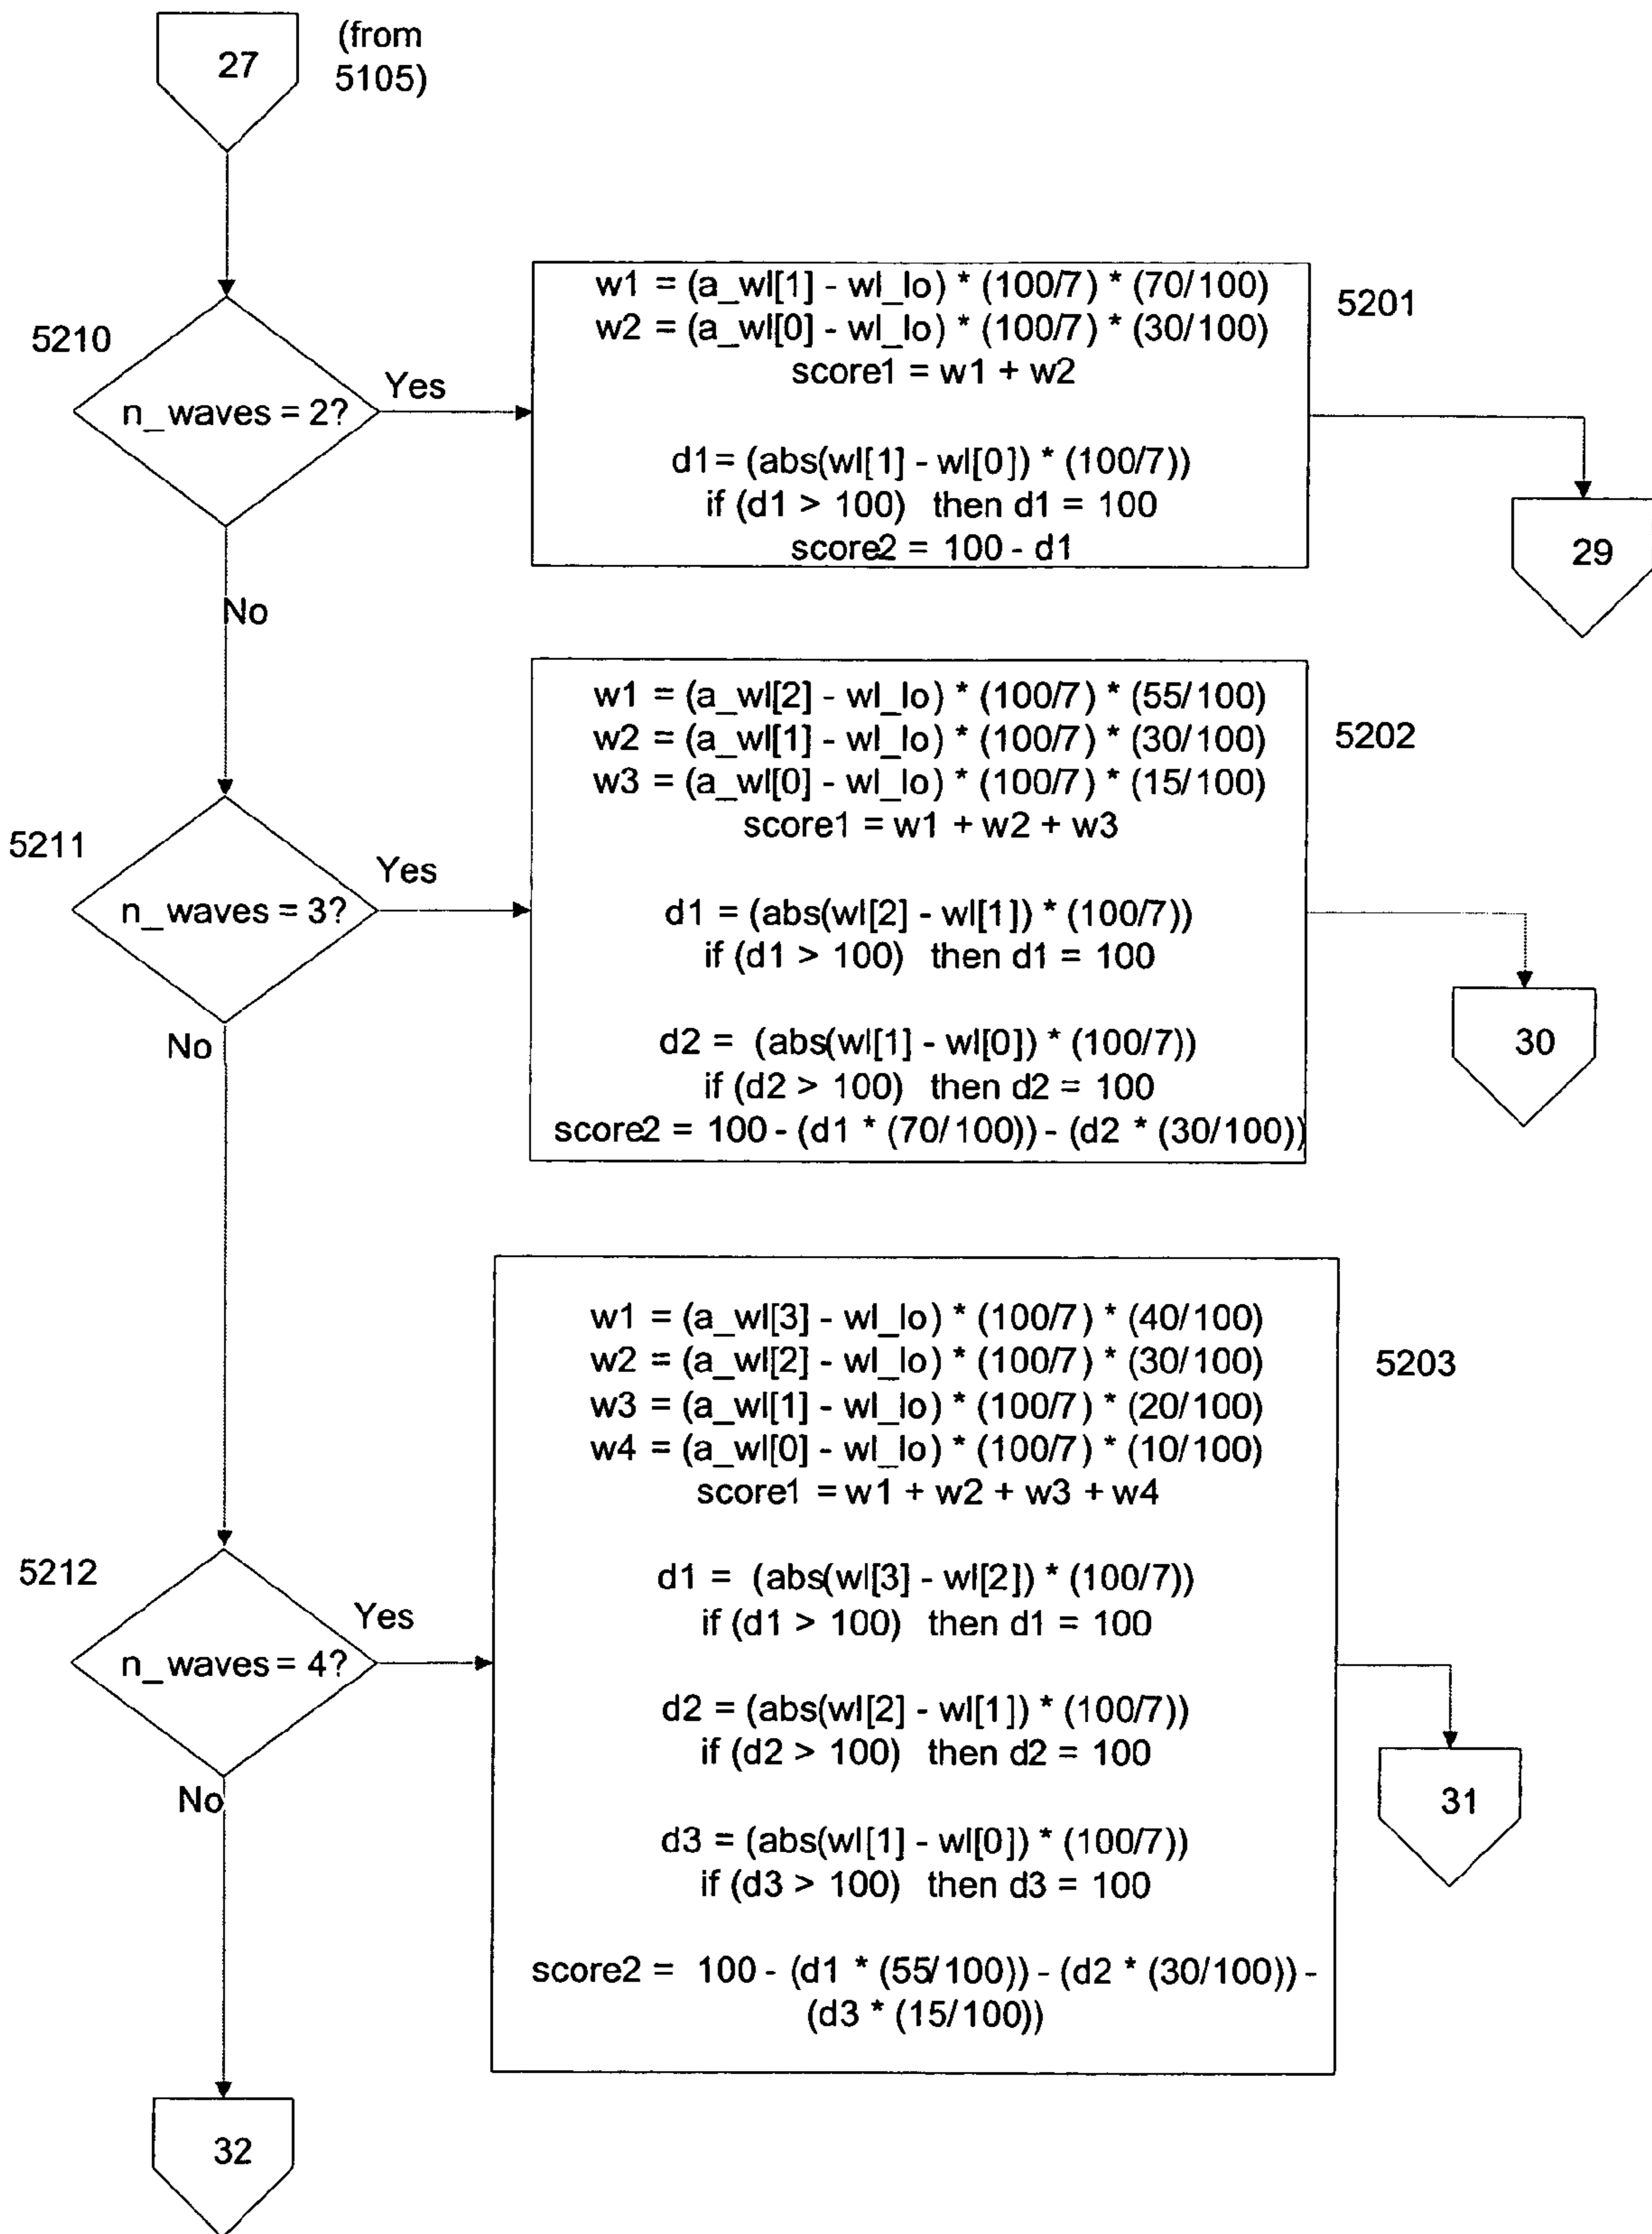 27
(from
5105)
5210
n_waves = 2?
Yes
No
w1 = (a_wl[1] - wl_lo) * (100/7) * (70/100)
w2 = (a_wl[0] - wl_lo) * (100/7) * (30/100)
score1 = w1 + w2
d1= (abs(wl[1] - wl[0]) * (100/7))
if (d1 > 100) then d1 = 100
score2 = 100 - d1
5201
29
5211
n_waves = 3?
Yes
No
w1 = (a_wl[2] - wl_lo) * (100/7) * (55/100)
w2 = (a_wl[1] - wl_lo) * (100/7) * (30/100)
w3 = (a_wl[0] - wl_lo) * (100/7) * (15/100)
score1 = w1 + w2 + w3
d1 = (abs(wl[2] - wl[1]) * (100/7))
if (d1 > 100) then d1 = 100
d2 = (abs(wl[1] - wl[0]) * (100/7))
if (d2 > 100) then d2 = 100
score2 = 100 - (d1 * (70/100)) - (d2 * (30/100))
5202
30
5212
n_waves = 4?
Yes
No
w1 = (a_wl[3] - wl_lo) * (100/7) * (40/100)
w2 = (a_wl[2] - wl_lo) * (100/7) * (30/100)
w3 = (a_wl[1] - wl_lo) * (100/7) * (20/100)
w4 = (a_wl[0] - wl_lo) * (100/7) * (10/100)
score1 = w1 + w2 + w3 + w4
d1 = (abs(wl[3] - wl[2]) * (100/7))
if (d1 > 100) then d1 = 100
d2 = (abs(wl[2] - wl[1]) * (100/7))
if (d2 > 100) then d2 = 100
d3 = (abs(wl[1] - wl[0]) * (100/7))
if (d3 > 100) then d3 = 100
score2 = 100 - (d1 * (55/100)) - (d2 * (30/100)) -
(d3 * (15/100))
5203
31
32